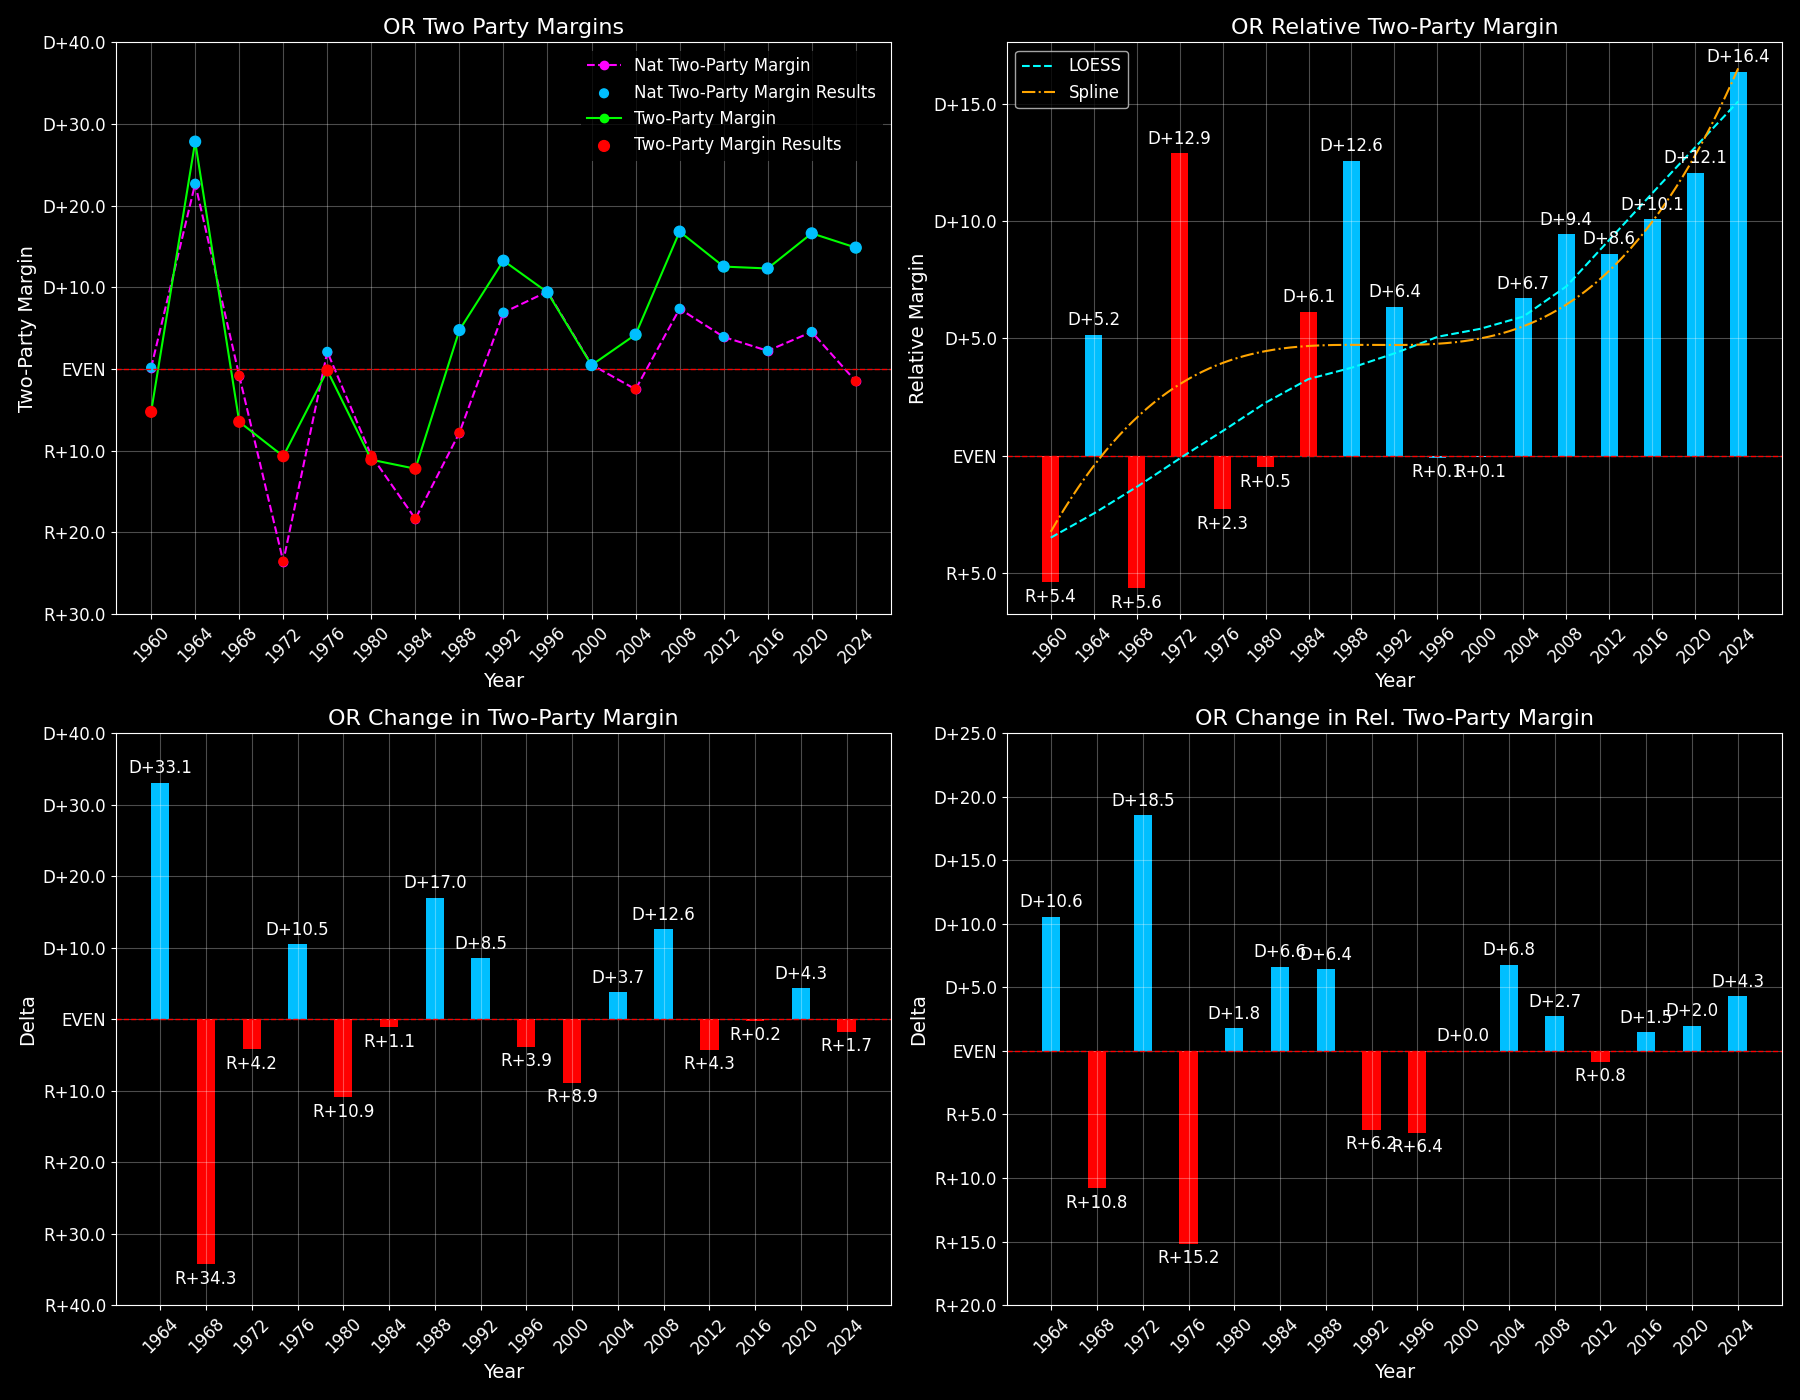 OR Two Party Margins
D+40.0
D+30.0
D+20.0
D+10.0
EVEN
R+10.0
R+20.0
R+30.0
Two-Party Margin
Nat Two-Party Margin
Nat Two-Party Margin Results
Two-Party Margin
Two-Party Margin Results
1960 1964 1968 1972 1976 1980 1984 1988 1992 1996 2000 2004 2008 2012 2016 2020 2024
Year
OR Relative Two-Party Margin
D+15.0
D+10.0
D+5.0
EVEN
R+5.0
Relative Margin
LOESS
Spline
R+5.4
D+5.2
R+5.6
D+12.9
R+2.3
R+0.5
D+6.1
D+12.6
D+6.4
R+0.1
R+0.1
D+6.7
D+9.4
D+8.6
D+10.1
D+12.1
D+16.4
1960 1964 1968 1972 1976 1980 1984 1988 1992 1996 2000 2004 2008 2012 2016 2020 2024
Year
OR Change in Two-Party Margin
D+40.0
D+30.0
D+20.0
D+10.0
EVEN
R+10.0
R+20.0
R+30.0
R+40.0
Delta
D+33.1
R+34.3
R+4.2
D+10.5
R+10.9
R+1.1
D+17.0
D+8.5
R+3.9
R+8.9
D+3.7
D+12.6
R+4.3
R+0.2
D+4.3
R+1.7
1964 1968 1972 1976 1980 1984 1988 1992 1996 2000 2004 2008 2012 2016 2020 2024
Year
OR Change in Rel. Two-Party Margin
D+25.0
D+20.0
D+15.0
D+10.0
D+5.0
EVEN
R+5.0
R+10.0
R+15.0
R+20.0
Delta
D+10.6
R+10.8
D+18.5
R+15.2
D+1.8
D+6.6
D+6.4
R+6.2
R+6.4
D+0.0
D+6.8
D+2.7
R+0.8
D+1.5
D+2.0
D+4.3
1964 1968 1972 1976 1980 1984 1988 1992 1996 2000 2004 2008 2012 2016 2020 2024
Year